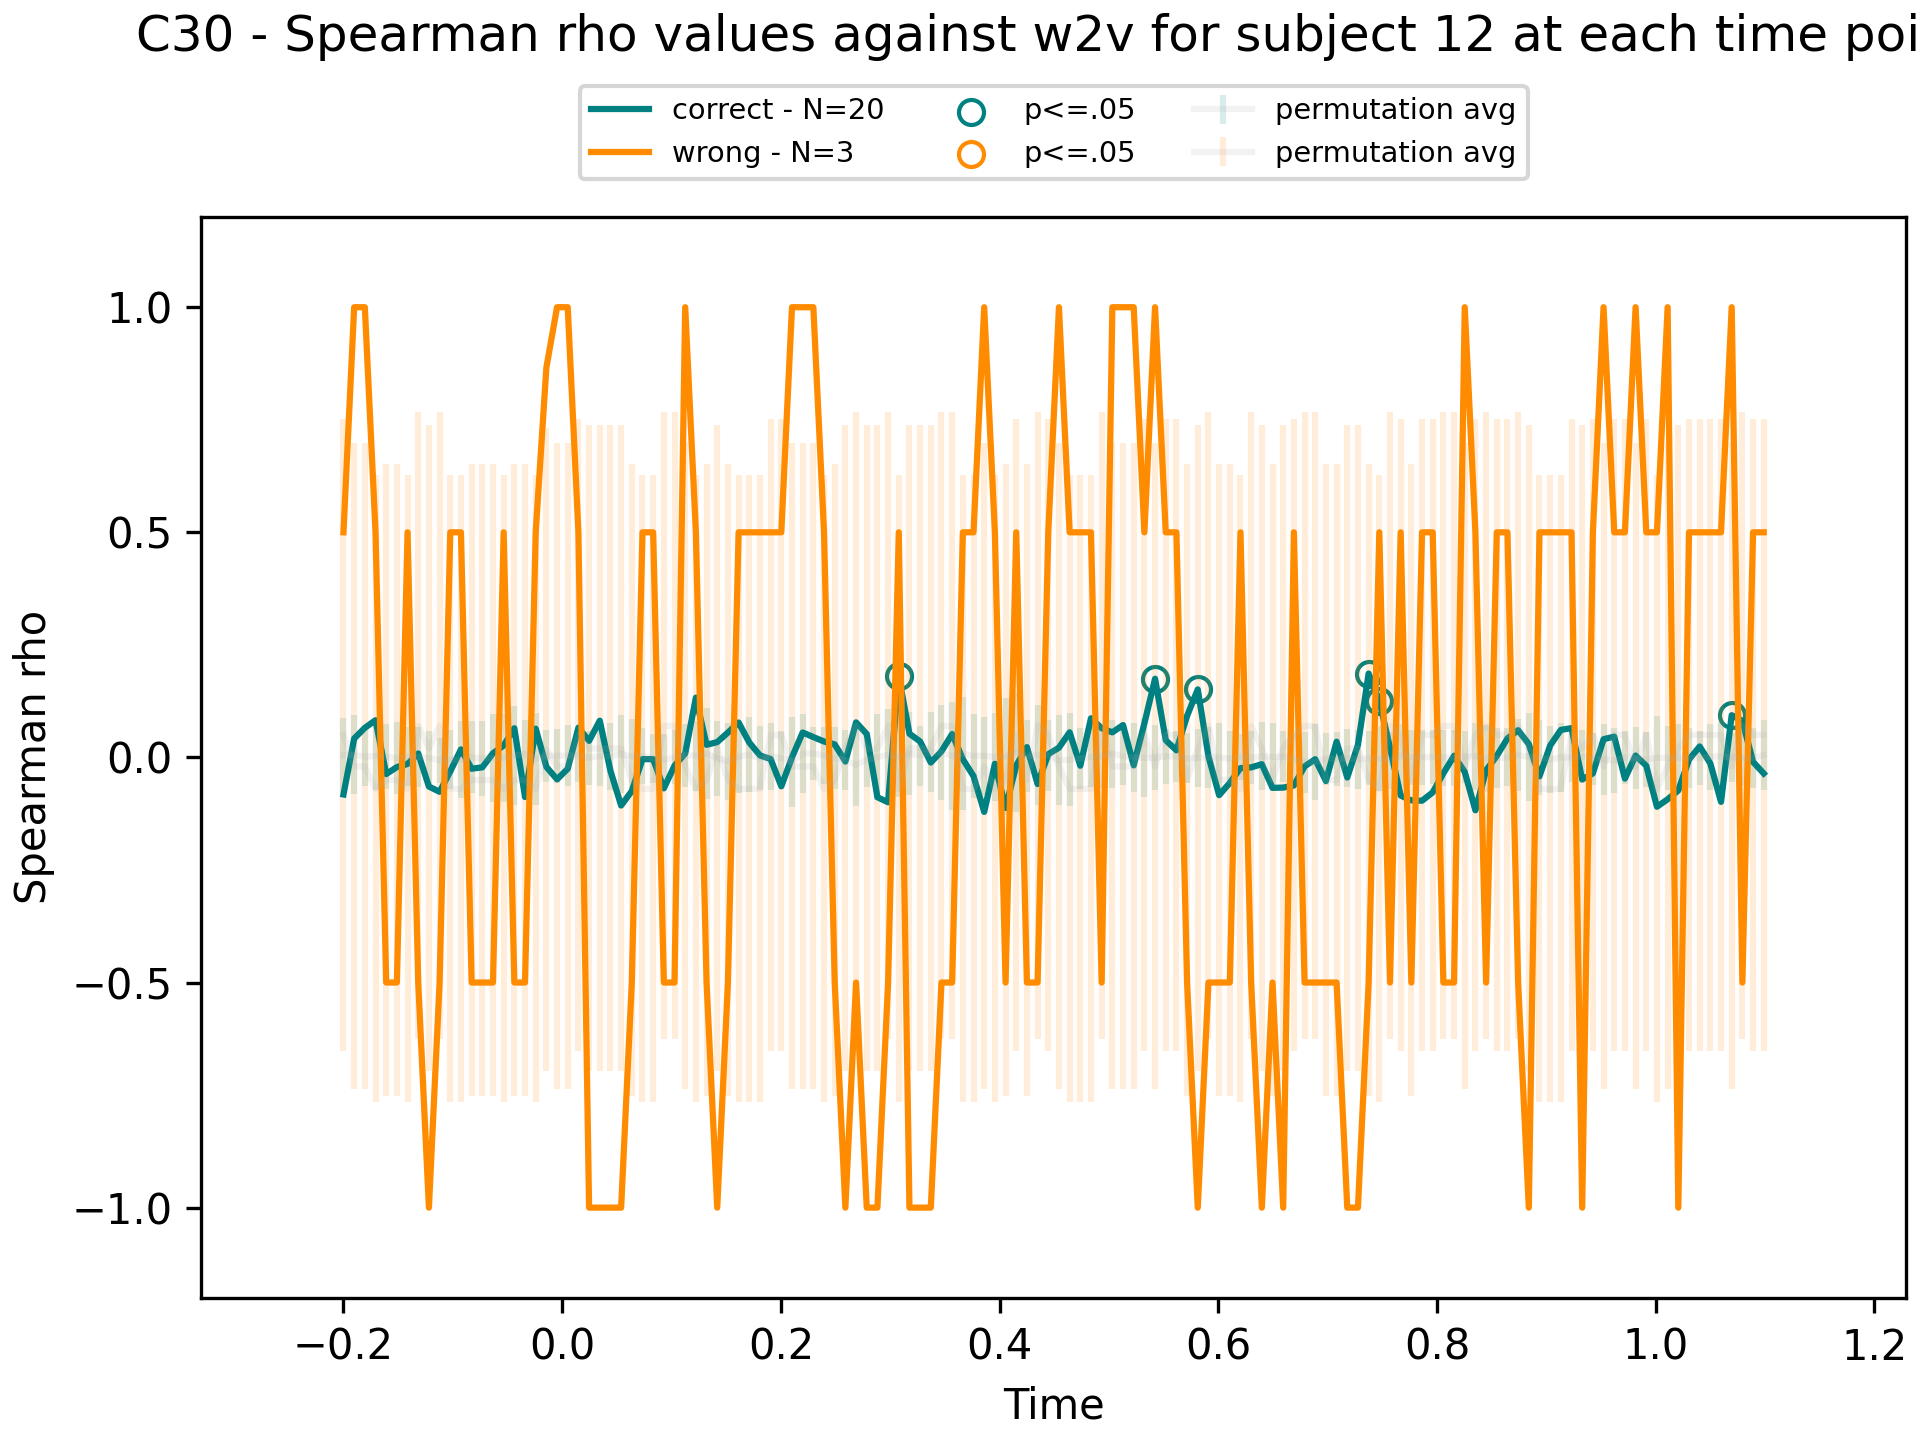 C30 - Spearman rho values against w2v for subject 12 at each time poi
correct - N=20
wrong - N=3
p<=.05
p<=.05
permutation avg
permutation avg
Spearman rho
1.0
0.5
0.0
−0.5
−1.0
−0.2
0.0
0.2
0.4
0.6
0.8
1.0
1.2
Time